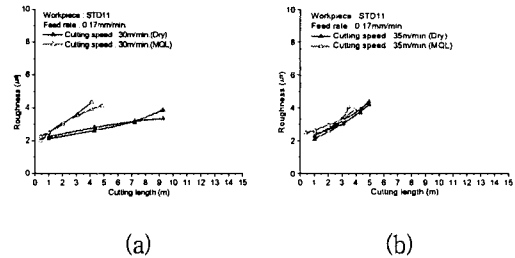 Workpiece : STD11
Feed rate : 0.17mm/min
Cutting speed : 30m/min (Dry)
Cutting speed : 30m/min (MQL)
Roughness (㎛)
10
8
6
4
2
0
0 1 2 3 4 5 6 7 8 9 10 11 12 13 14 15
Cutting length (m)
(a)
Workpiece : STD11
Feed rate : 0.17mm/min
Cutting speed : 35m/min (Dry)
Cutting speed : 35m/min (MQL)
Roughness (㎛)
10
8
6
4
2
0
0 1 2 3 4 5 6 7 8 9 10 11 12 13 14 15
Cutting length (m)
(b)